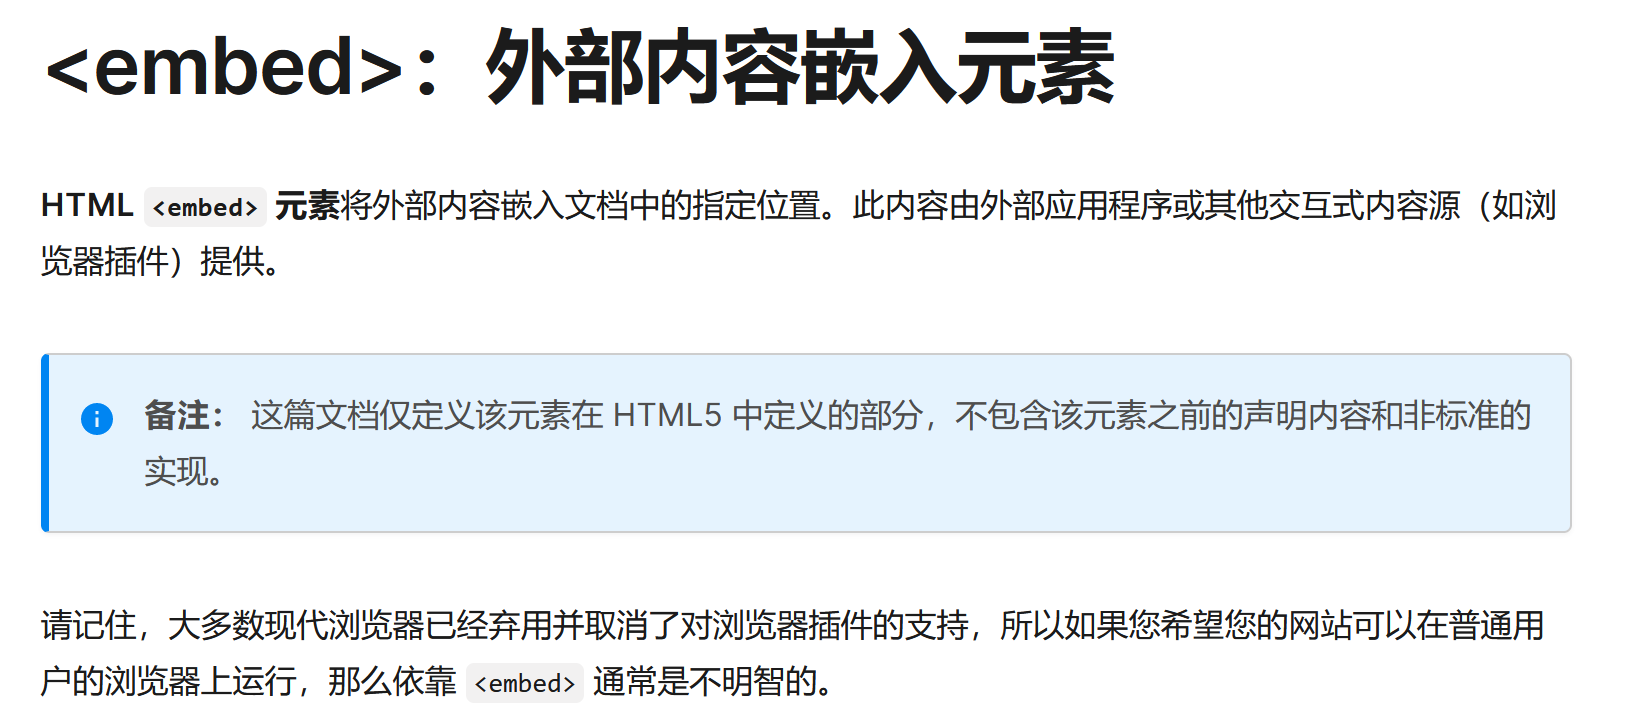 <embed>：外部内容嵌入元素
HTML <embed> 元素将外部内容嵌入文档中的指定位置。此内容由外部应用程序或其他交互式内容源（如浏
览器插件）提供。
备注： 这篇文档仅定义该元素在 HTML5 中定义的部分，不包含该元素之前的声明内容和非标准的
实现。
请记住，大多数现代浏览器已经弃用并取消了对浏览器插件的支持，所以如果您希望您的网站可以在普通用
户的浏览器上运行，那么依靠 <embed> 通常是不明智的。